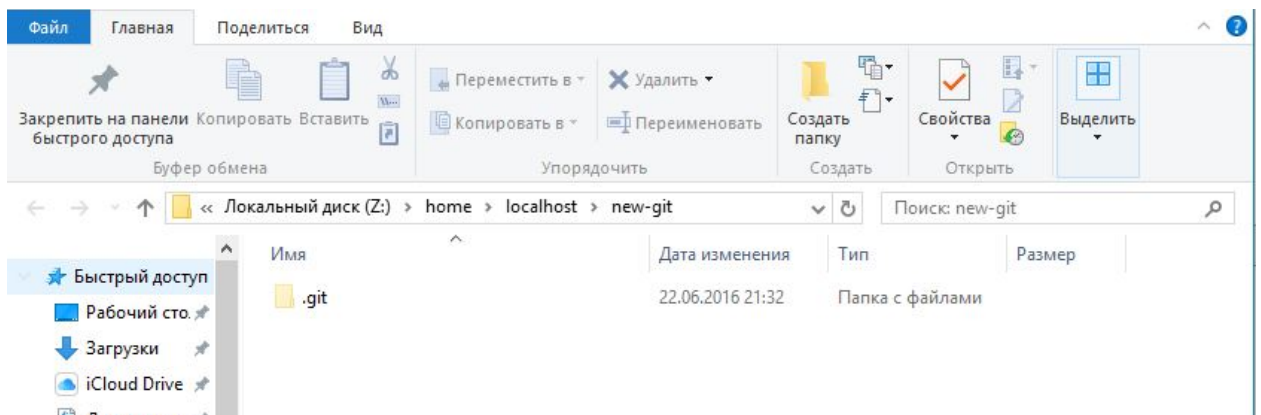 Файл Главная Поделиться Вид
Переместить в Удалить
Закрепить на панели быстрого доступа
Копировать Вставить
Копировать в Переименовать
Создать папку
Свойства
Выделить
Буфер обмена Упорядочить Создать Открыть
« Локальный диск (Z:) › home › localhost › new-git
Поиск: new-git
Имя Дата изменения Тип Размер
Быстрый доступ
.git 22.06.2016 21:32 Папка с файлами
Рабочий сто.
Загрузки
iCloud Drive